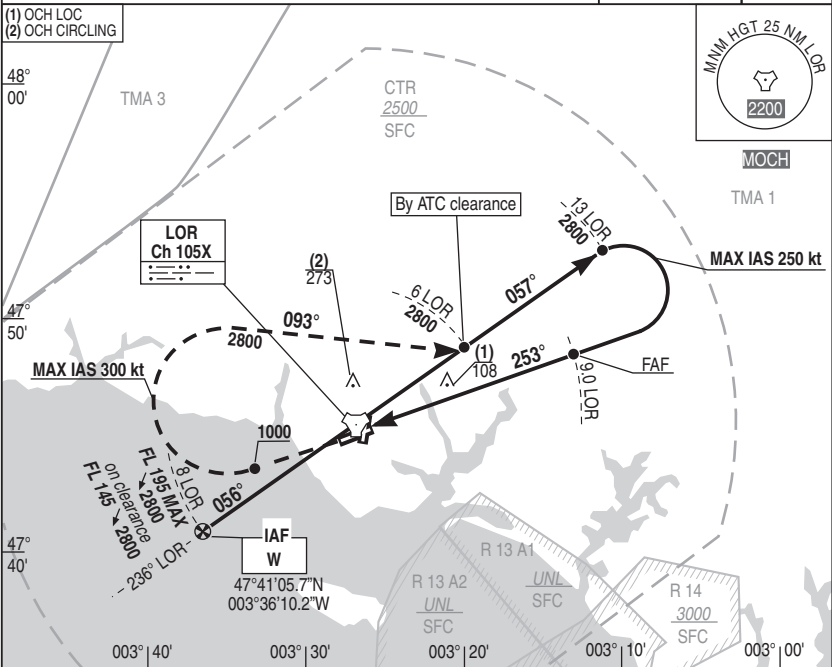 (1) OCH LOC
(2) OCH CIRCLING
48°
00'
TMA 3
CTR
2500
SFC
MNM HGT 25 NM LOR
2200
MOCH
TMA 1
LOR
Ch 105X
By ATC clearance
13 LOR
2800
MAX IAS 250 kt
(2)
273
6 LOR
2800
057°
47°
50'
093°
2800
(1)
108
253°
FAF
9.0 LOR
MAX IAS 300 kt
1000
8 LOR
FL 195 MAX
2800
on clearance
FL 145
2800
056°
236° LOR
IAF
W
47°41'05.7"N
003°36'10.2"W
47°
40'
R 13 A1
UNL
SFC
R 13 A2
UNL
SFC
R 14
3000
SFC
003° 40'
003° 30'
003° 20'
003° 10'
003° 00'